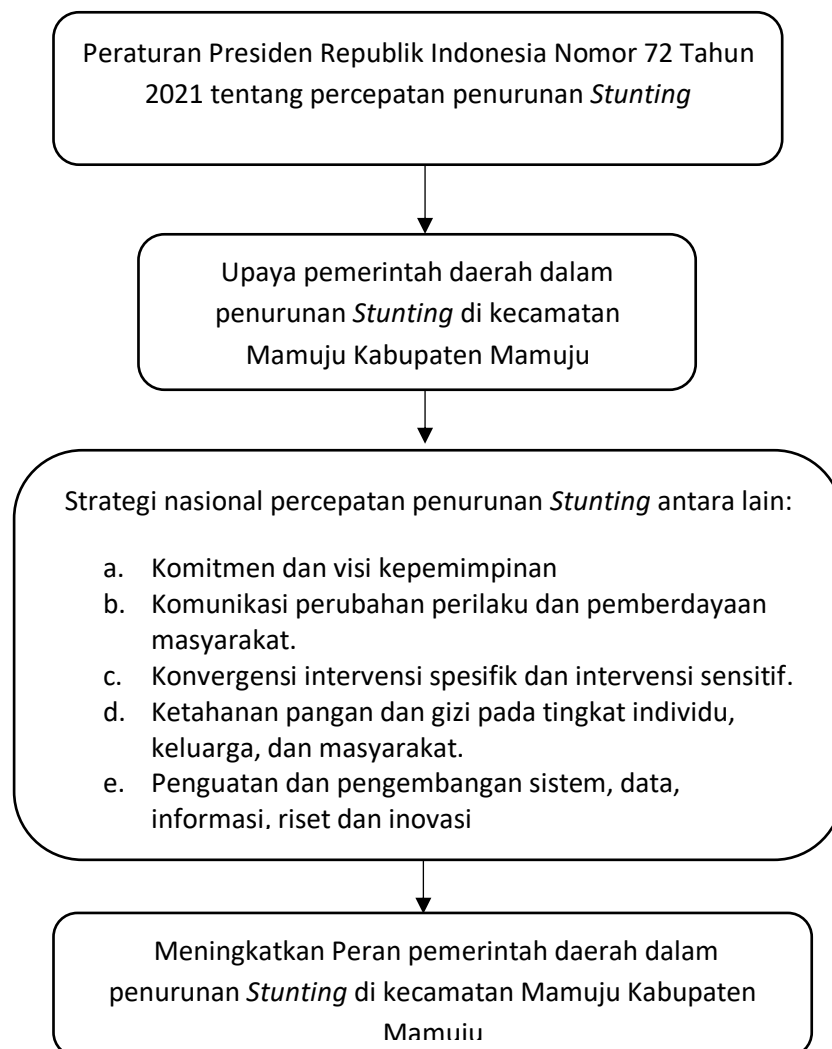 Peraturan Presiden Republik Indonesia Nomor 72 Tahun
2021 tentang percepatan penurunan Stunting
Upaya pemerintah daerah dalam
penurunan Stunting di kecamatan
Mamuju Kabupaten Mamuju
Strategi nasional percepatan penurunan Stunting antara lain:
a. Komitmen dan visi kepemimpinan
b. Komunikasi perubahan perilaku dan pemberdayaan
masyarakat.
c. Konvergensi intervensi spesifik dan intervensi sensitif.
d. Ketahanan pangan dan gizi pada tingkat individu,
keluarga, dan masyarakat.
e. Penguatan dan pengembangan sistem, data,
informasi, riset dan inovasi
Meningkatkan Peran pemerintah daerah dalam
penurunan Stunting di kecamatan Mamuju Kabupaten
Mamuju